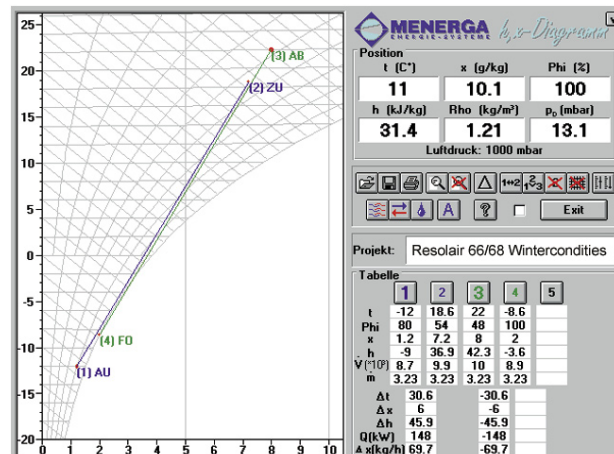 25
20
15
10
5
0
-5
-10
-15
-20
0 1 2 3 4 5 6 7 8 9 10
(3) AB
(2) ZU
(4) FO
(1) AU
MENERGA
ENERGIE-SYSTEME
h,x-Diagramm
Position
t (C°) x (g/kg) Phi (%)
11 10.1 100
h (kJ/kg) Rho (kg/m³) pD (mbar)
31.4 1.21 13.1
Luftdruck: 1000 mbar
1↔2
A ? Exit
Projekt: Resolair 66/68 Wintercondities
Tabelle
1 2 3 4 5
t -12 18.6 22 -8.6
Phi 80 54 48 100
x 1.2 7.2 8 2
h -9 36.9 42.3 -3.6
V̇ (*10³) 8.7 9.9 10 8.9
ṁ 3.23 3.23 3.23 3.23
Δt 30.6 -30.6
Δx 6 -6
Δh 45.9 -45.9
Q(kW) 148 -148
Δx(kg/h) 69.7 -69.7